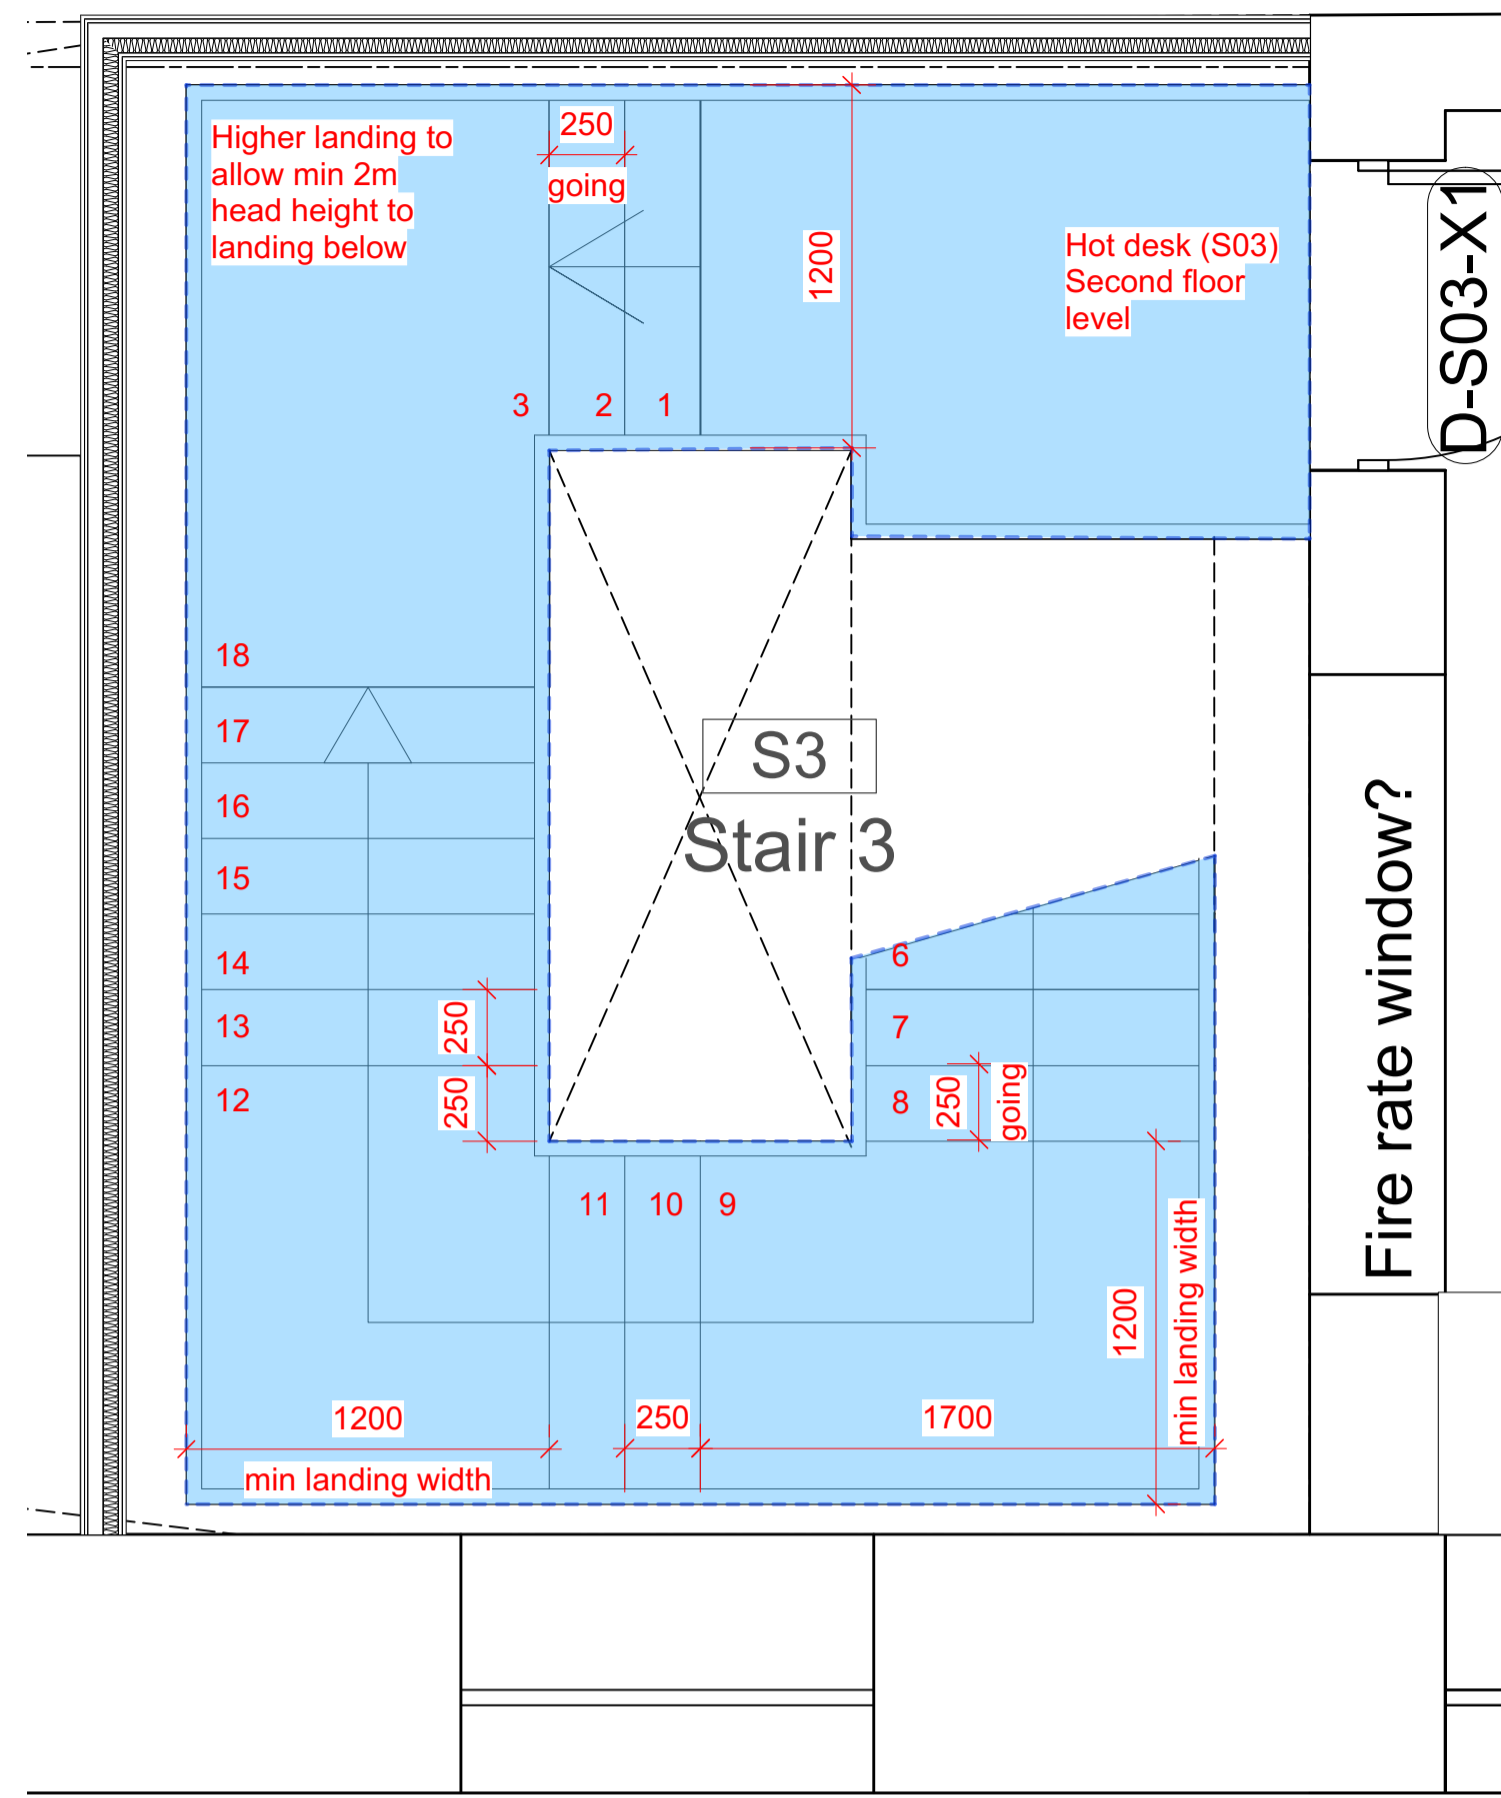 Higher landing to
allow min 2m
head height to
landing below
250
going
1200
Hot desk (S03)
Second floor
level
D-S03-X1
3
2
1
18
17
16
15
14
13
12
S3
Stair 3
Fire rate window?
6
7
8
250
250
250
going
11
10
9
1200
min landing width
1200
min landing width
250
1700